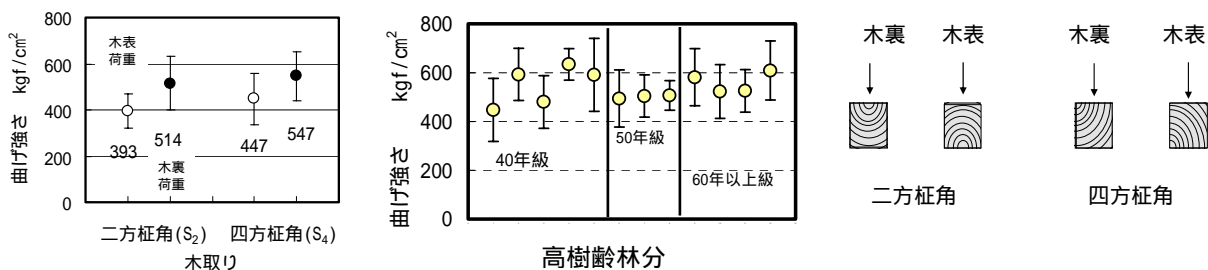 800
600
400
200
0
曲げ強さ kgf/cm²
木表
荷重
393
514
447
547
木裏
荷重
二方柾角(S₂) 四方柾角(S₄)
木取り
800
600
400
200
0
曲げ強さ kgf/cm²
40年級
50年級
60年以上級
高樹齢林分
木裏 木表
二方柾角
木裏 木表
四方柾角